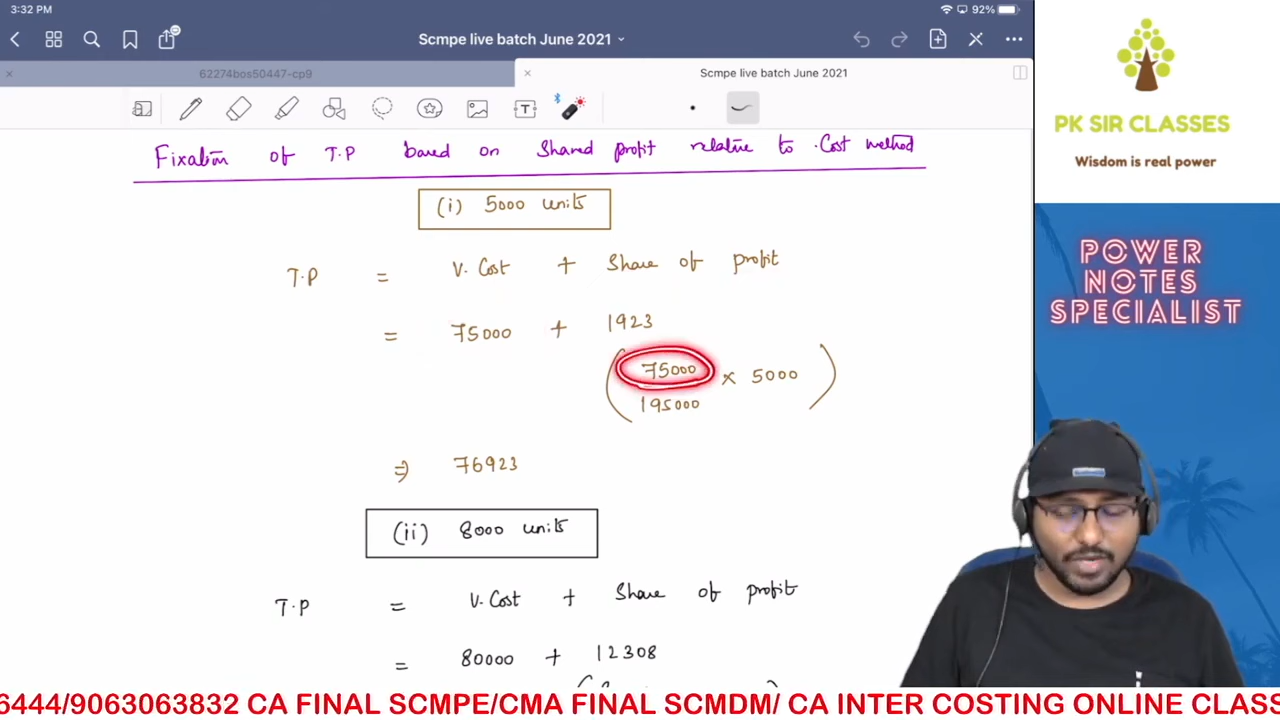 3:32 PM
92%
Scmpe live batch June 2021
62274bos50447-cp9
Scmpe live batch June 2021
Fixation of T.P based on Shared profit relative to Cost method
(i) 5000 units
T.P = V. Cost + Share of profit
= 75000 + 1923
( 75000 / 195000 × 5000 )
⇒ 76923
(ii) 8000 units
T.P = V. Cost + Share of profit
= 80000 + 12308
PK SIR CLASSES
Wisdom is real power
POWER
NOTES
SPECIALIST
6444/9063063832 CA FINAL SCMPE/CMA FINAL SCMDM/ CA INTER COSTING ONLINE CLASS